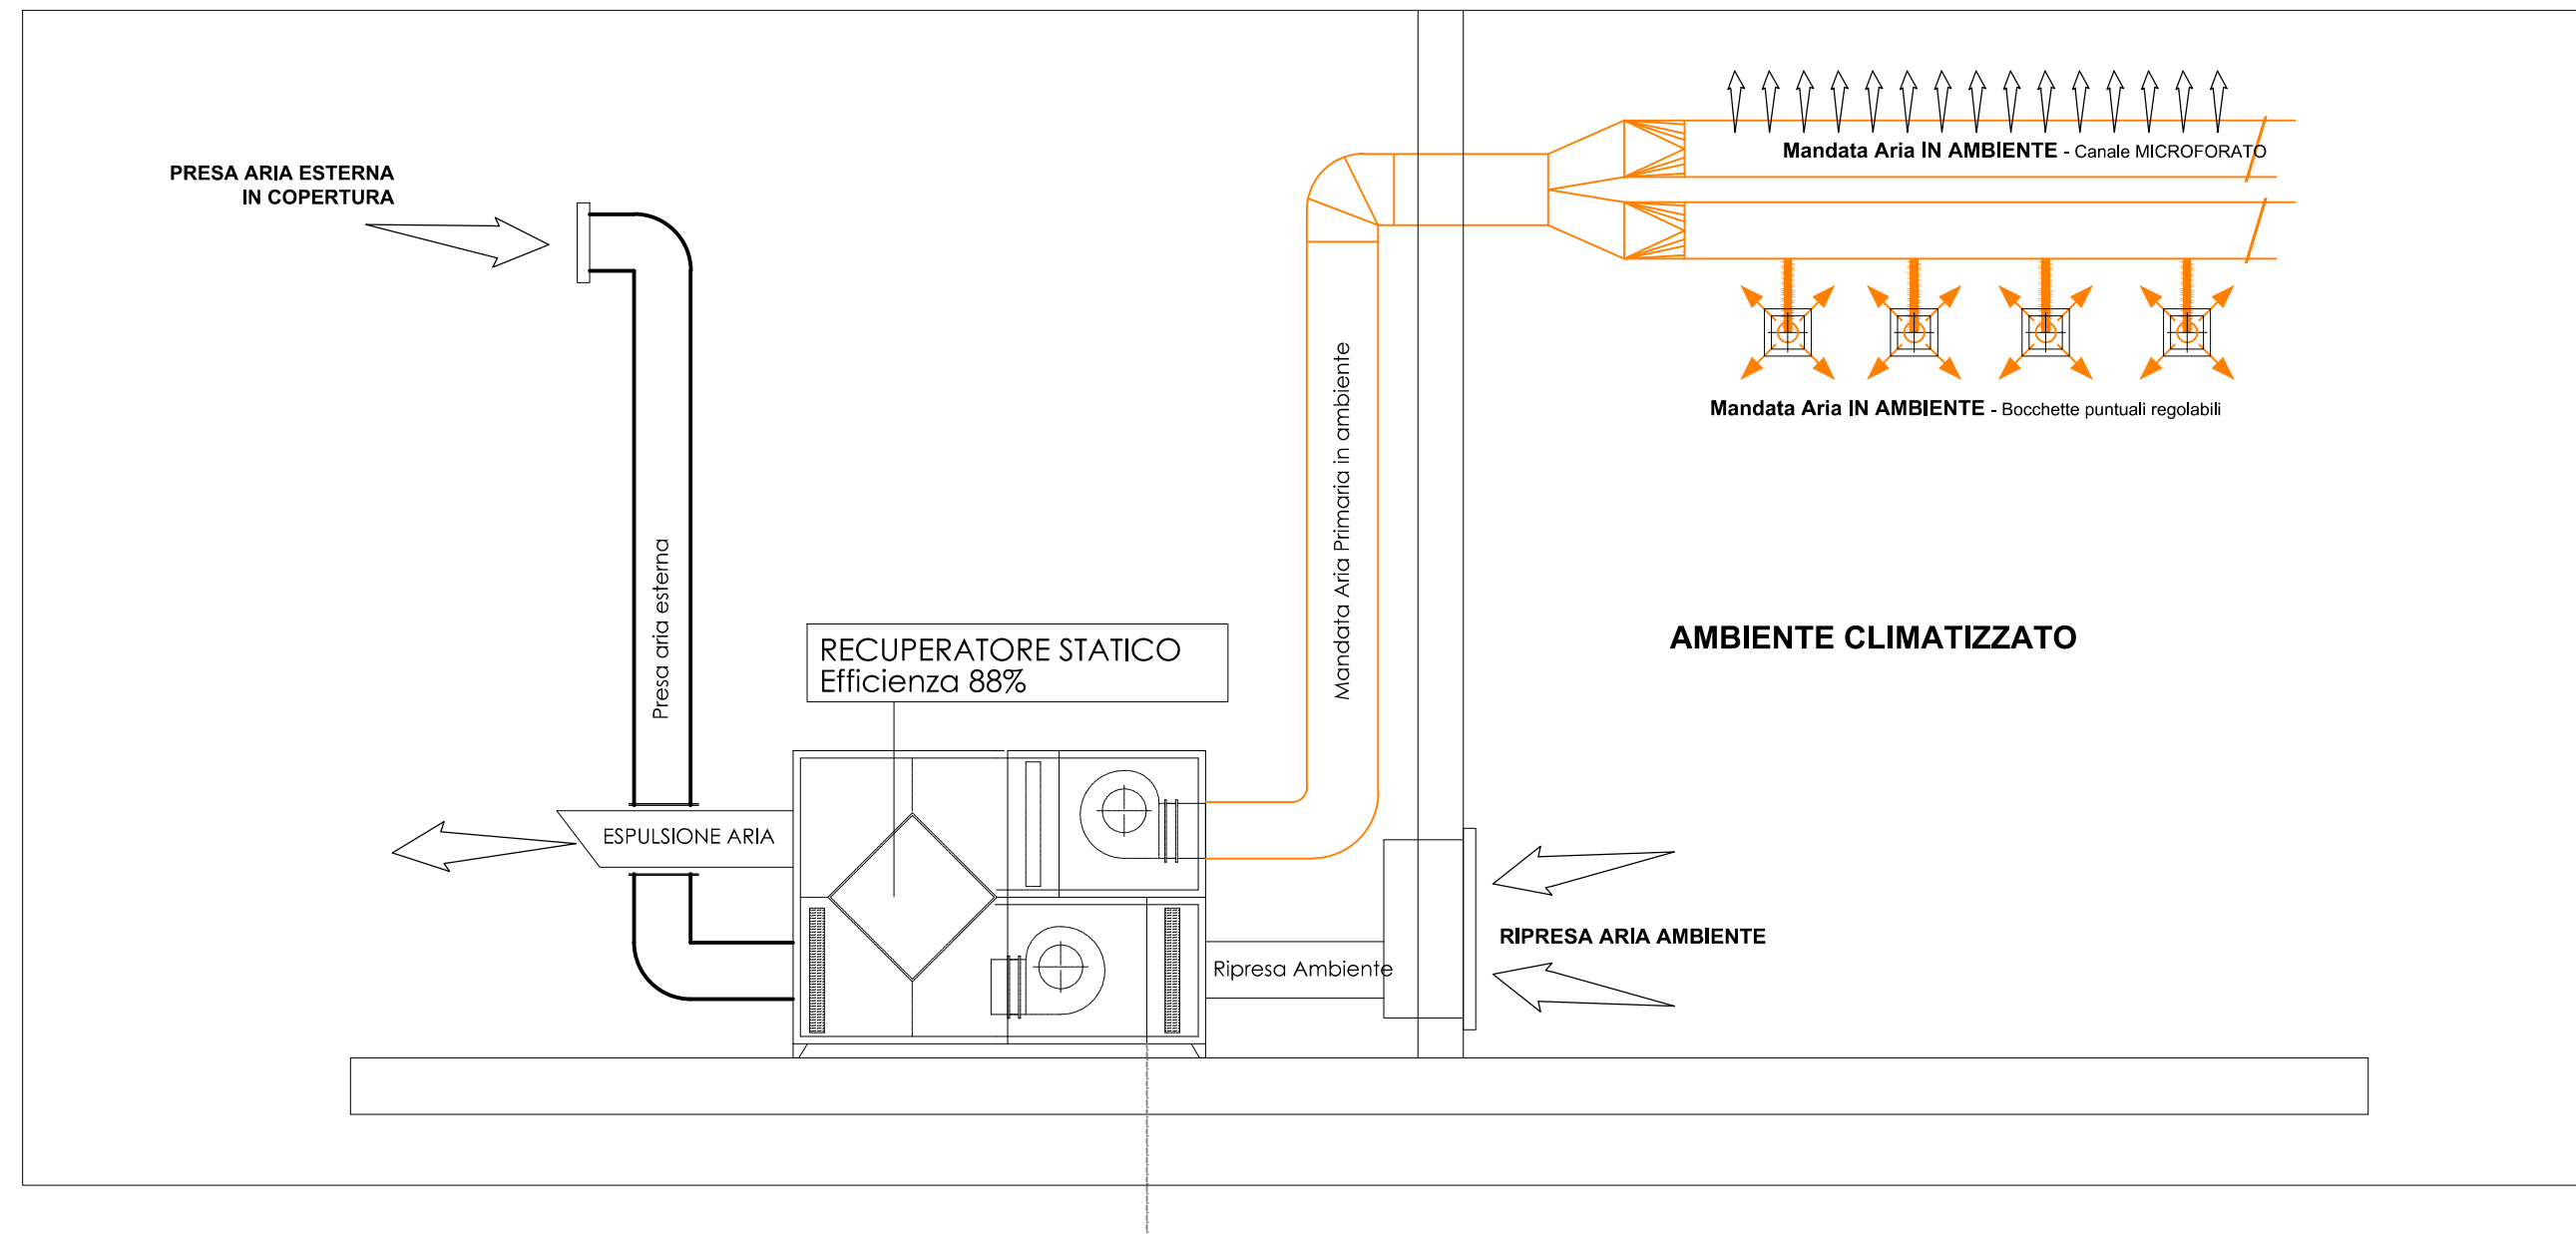 PRESA ARIA ESTERNA
IN COPERTURA
Mandata Aria IN AMBIENTE - Canale MICROFORATO
Mandata Aria IN AMBIENTE - Bocchette puntuali regolabili
Mandata Aria Primaria in ambiente
Presa aria esterna
RECUPERATORE STATICO
Efficienza 88%
AMBIENTE CLIMATIZZATO
ESPULSIONE ARIA
RIPRESA ARIA AMBIENTE
Ripresa Ambiente